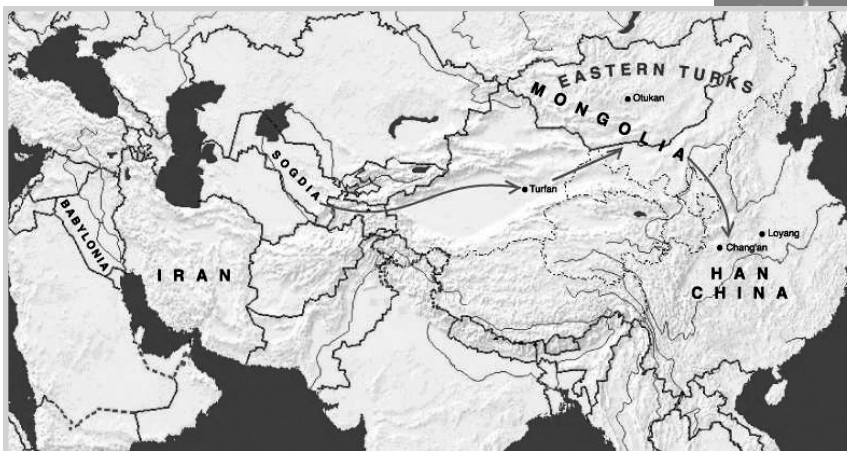 EASTERN TURKS
Otukan
MONGOLIA
SOGDIA
Turfan
BABYLONIA
Loyang
Chang'an
IRAN
HAN
CHINA